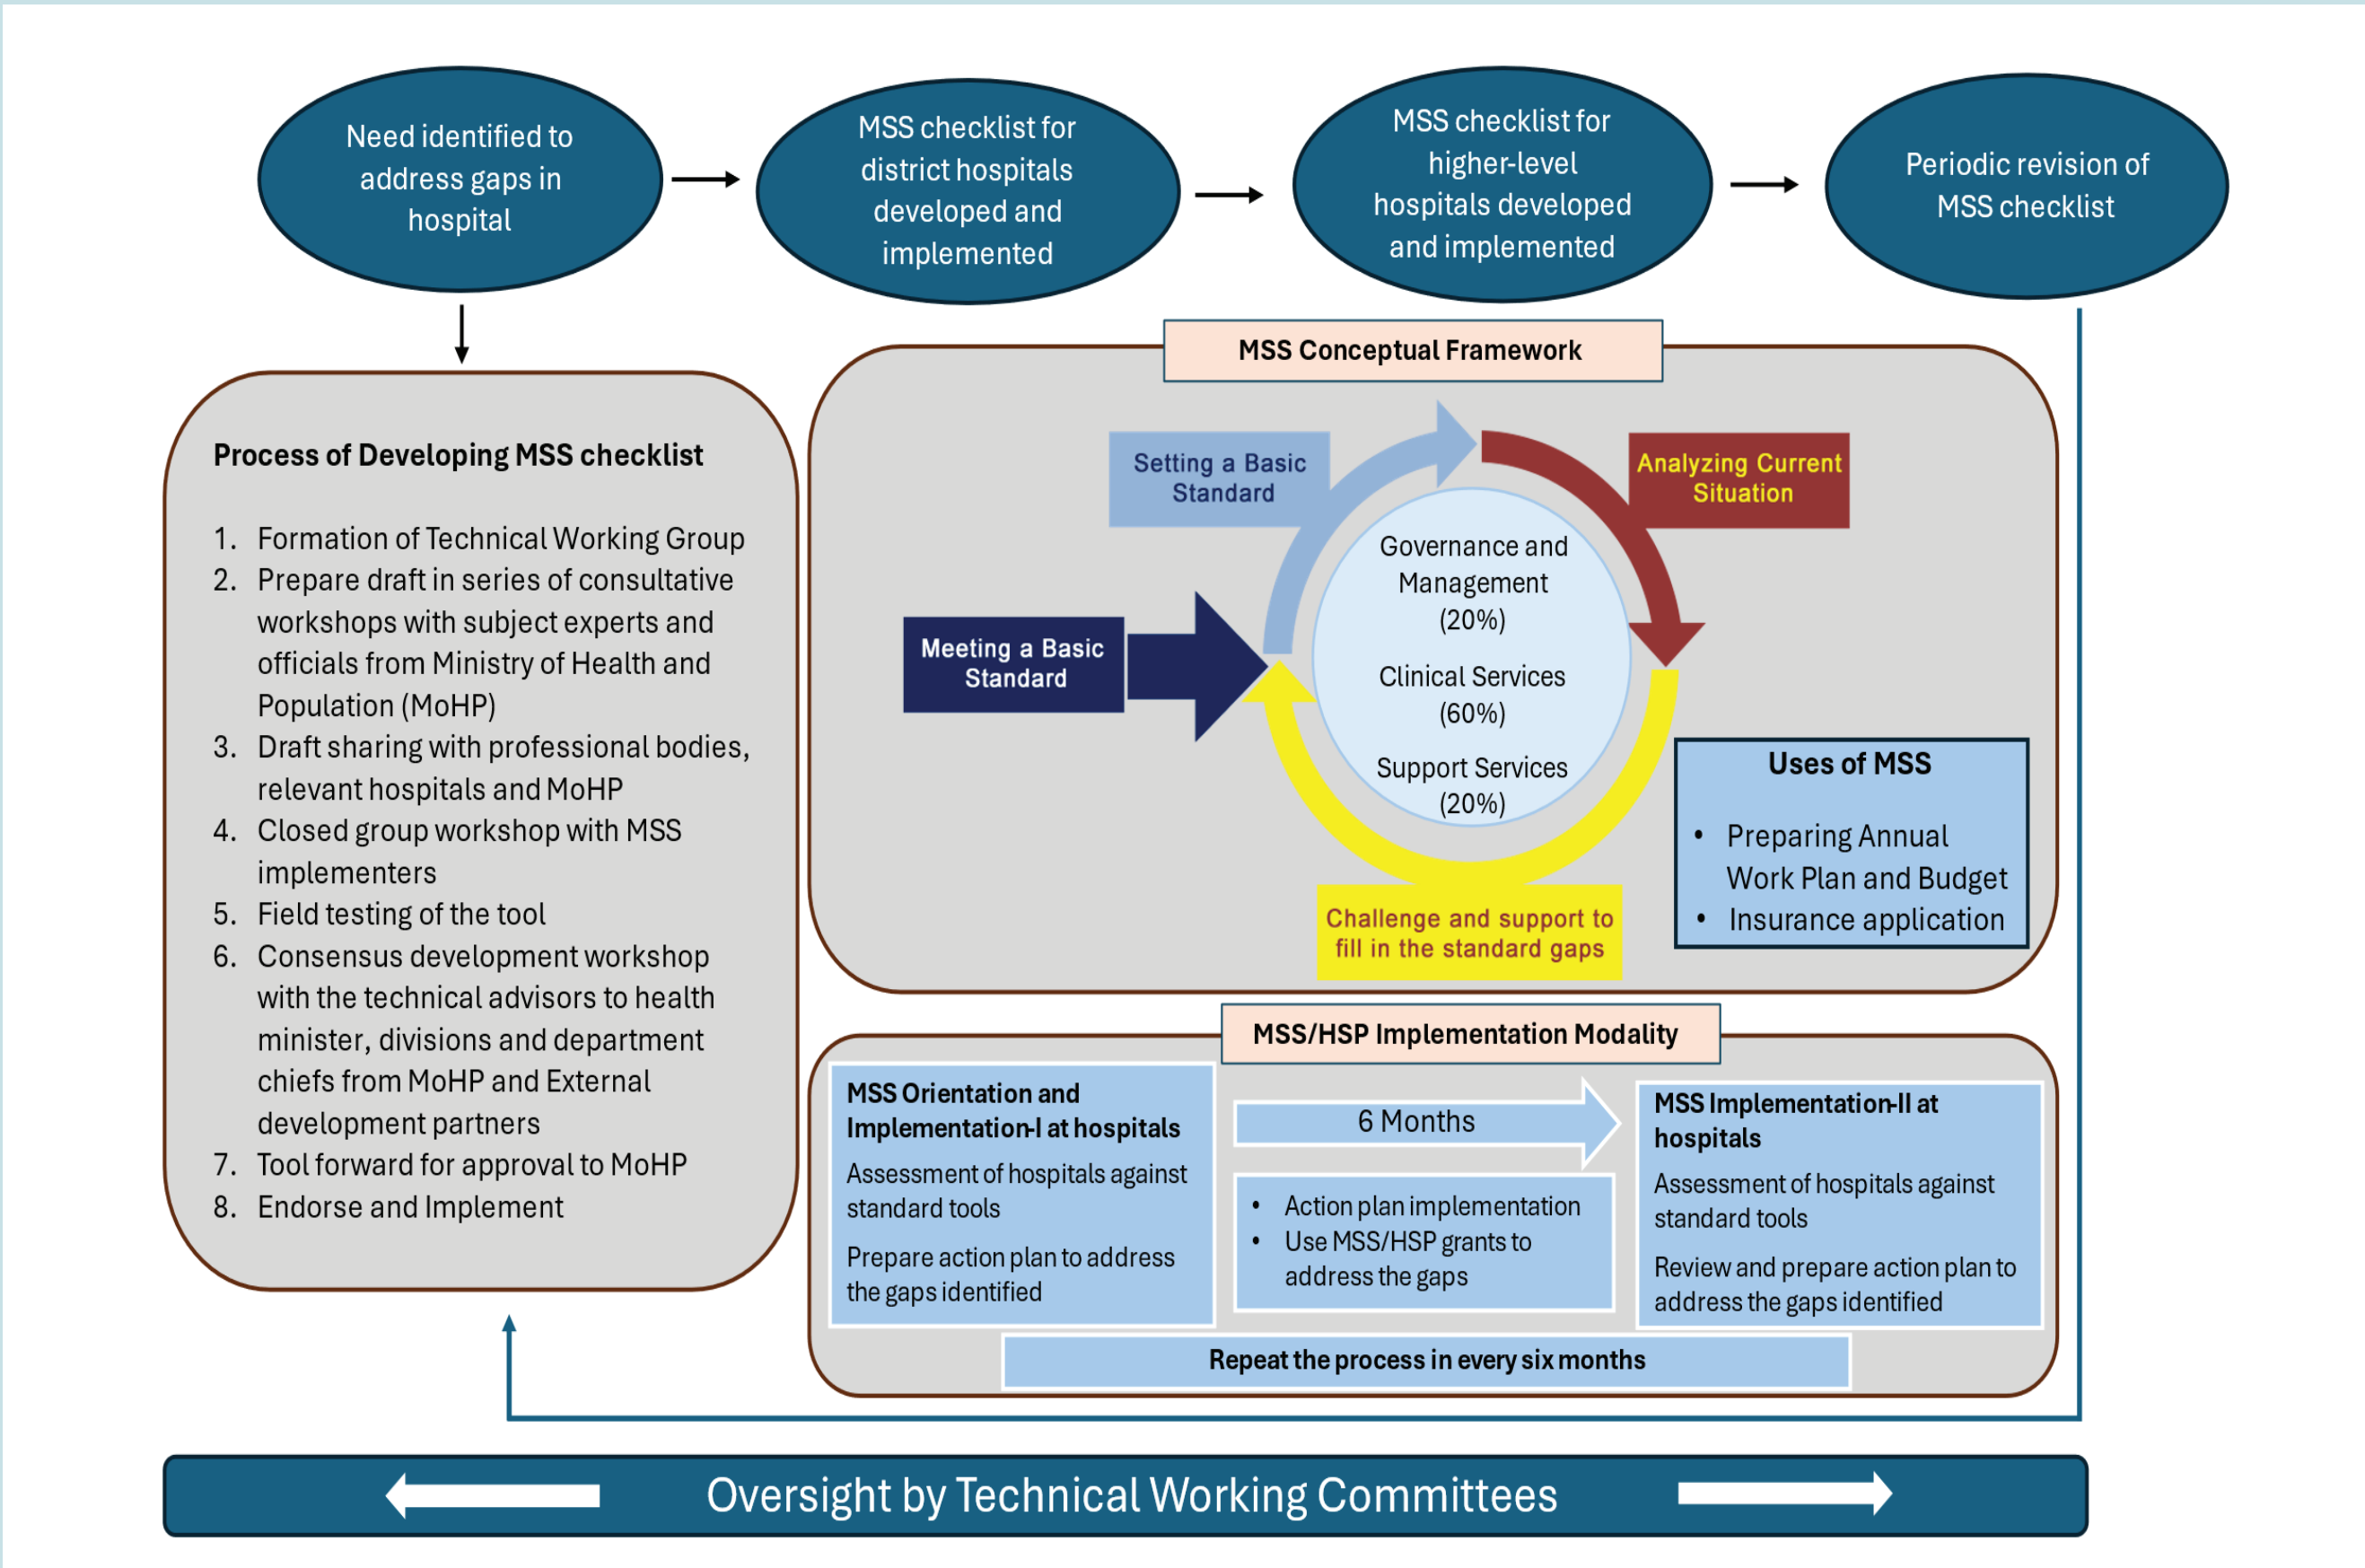 Need identified to
address gaps in
hospital
MSS checklist for
district hospitals
developed and
implemented
MSS checklist for
higher-level
hospitals developed
and implemented
Periodic revision of
MSS checklist
Process of Developing MSS checklist
1. Formation of Technical Working Group
2. Prepare draft in series of consultative
workshops with subject experts and
officials from Ministry of Health and
Population (MoHP)
3. Draft sharing with professional bodies,
relevant hospitals and MoHP
4. Closed group workshop with MSS
implementers
5. Field testing of the tool
6. Consensus development workshop
with the technical advisors to health
minister, divisions and department
chiefs from MoHP and External
development partners
7. Tool forward for approval to MoHP
8. Endorse and Implement
MSS Conceptual Framework
Setting a Basic
Standard
Analyzing Current
Situation
Meeting a Basic
Standard
Governance and
Management
(20%)
Clinical Services
(60%)
Support Services
(20%)
Challenge and support to
fill in the standard gaps
Uses of MSS
• Preparing Annual
Work Plan and Budget
• Insurance application
MSS/HSP Implementation Modality
MSS Orientation and
Implementation-I at hospitals
Assessment of hospitals against
standard tools
Prepare action plan to address
the gaps identified
6 Months
• Action plan implementation
• Use MSS/HSP grants to
address the gaps
MSS Implementation-II at
hospitals
Assessment of hospitals against
standard tools
Review and prepare action plan to
address the gaps identified
Repeat the process in every six months
Oversight by Technical Working Committees